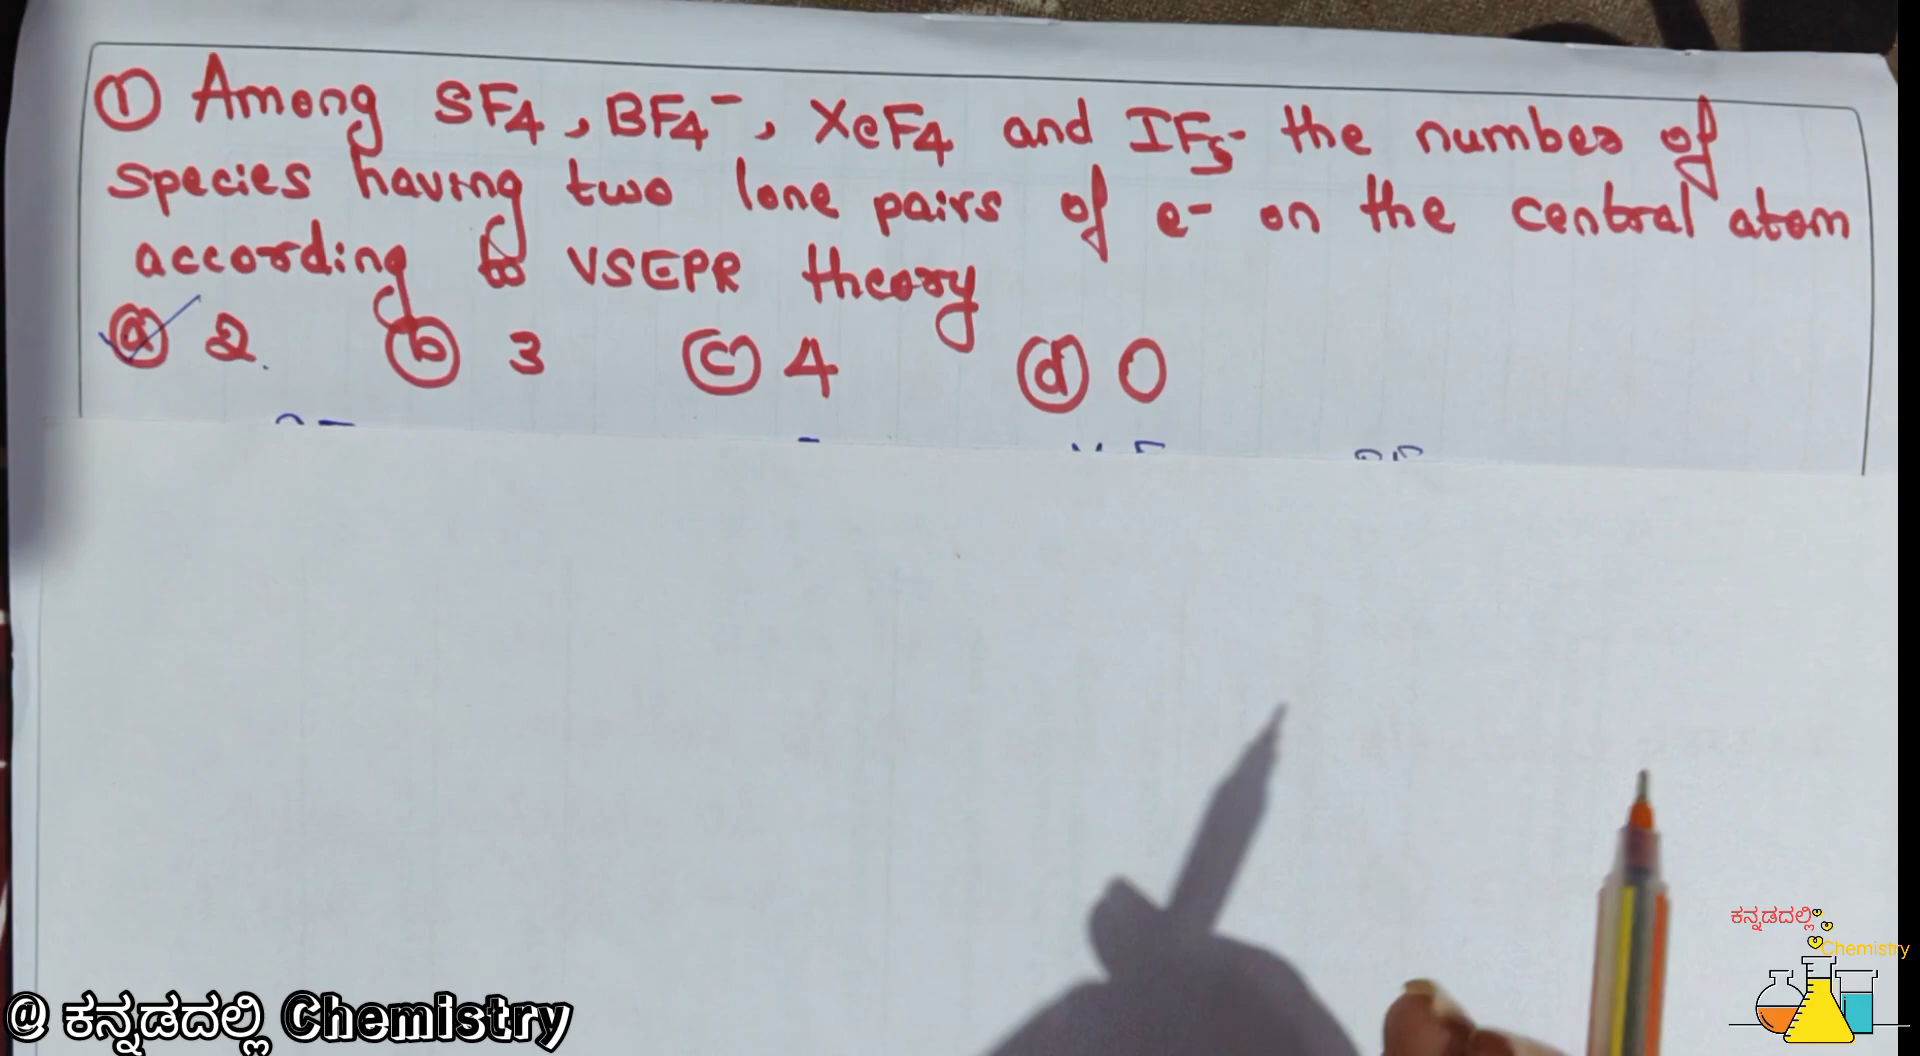 ① Among SF4, BF4⁻, XeF4 and IF5⁻ the number of
species having two lone pairs of e⁻ on the central atom
according to VSEPR theory
ⓐ 2. ⓑ 3 ⓒ 4 ⓓ 0
ಕನ್ನಡದಲ್ಲಿ
Chemistry
@ ಕನ್ನಡದಲ್ಲಿ Chemistry